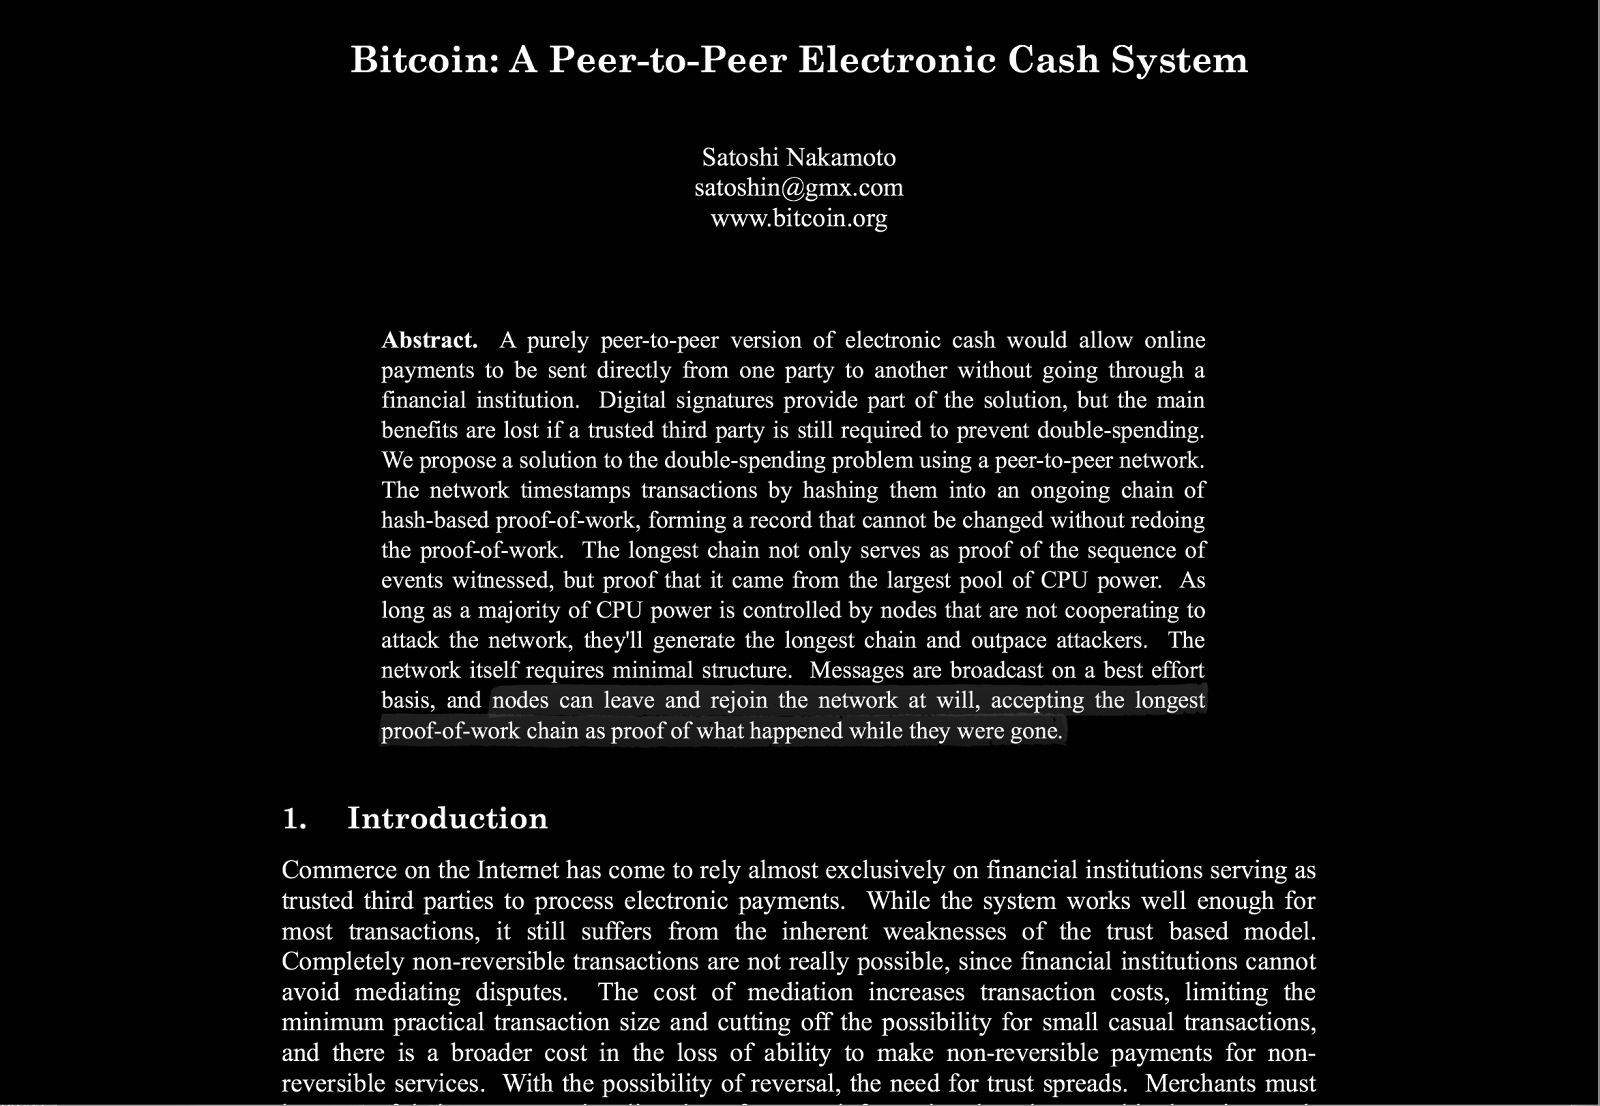 Bitcoin: A Peer-to-Peer Electronic Cash System
Satoshi Nakamoto
satoshin@gmx.com
www.bitcoin.org
Abstract. A purely peer-to-peer version of electronic cash would allow online
payments to be sent directly from one party to another without going through a
financial institution. Digital signatures provide part of the solution, but the main
benefits are lost if a trusted third party is still required to prevent double-spending.
We propose a solution to the double-spending problem using a peer-to-peer network.
The network timestamps transactions by hashing them into an ongoing chain of
hash-based proof-of-work, forming a record that cannot be changed without redoing
the proof-of-work. The longest chain not only serves as proof of the sequence of
events witnessed, but proof that it came from the largest pool of CPU power. As
long as a majority of CPU power is controlled by nodes that are not cooperating to
attack the network, they'll generate the longest chain and outpace attackers. The
network itself requires minimal structure. Messages are broadcast on a best effort
basis, and nodes can leave and rejoin the network at will, accepting the longest
proof-of-work chain as proof of what happened while they were gone.
1. Introduction
Commerce on the Internet has come to rely almost exclusively on financial institutions serving as
trusted third parties to process electronic payments. While the system works well enough for
most transactions, it still suffers from the inherent weaknesses of the trust based model.
Completely non-reversible transactions are not really possible, since financial institutions cannot
avoid mediating disputes. The cost of mediation increases transaction costs, limiting the
minimum practical transaction size and cutting off the possibility for small casual transactions,
and there is a broader cost in the loss of ability to make non-reversible payments for non-
reversible services. With the possibility of reversal, the need for trust spreads. Merchants must